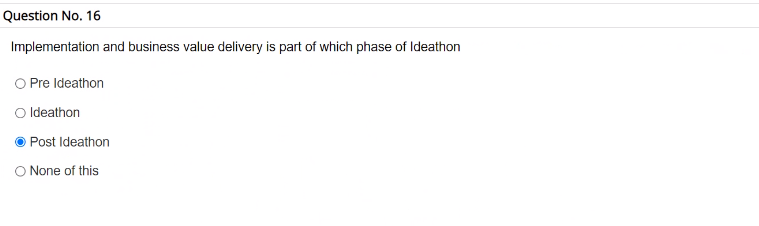 Question No. 16
Implementation and business value delivery is part of which phase of Ideathon
Pre Ideathon
Ideathon
Post Ideathon
None of this